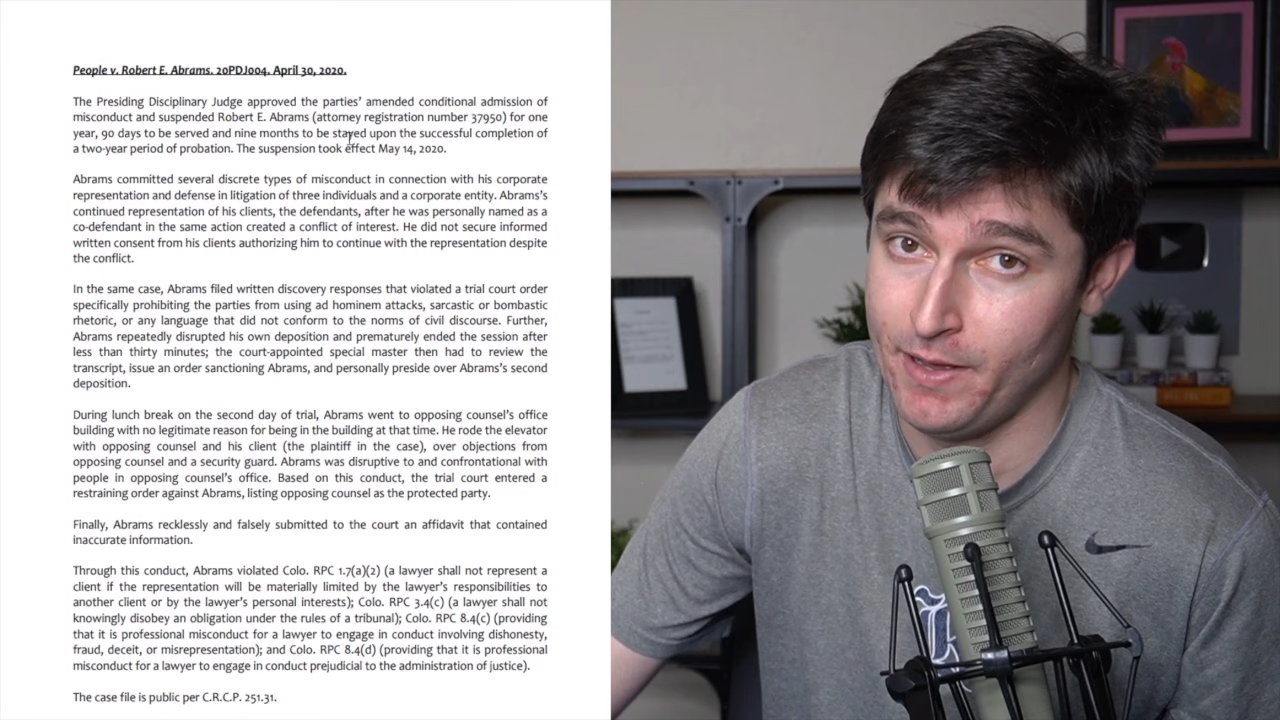 People v. Robert E. Abrams. 20PDJ004. April 30, 2020.
The Presiding Disciplinary Judge approved the parties' amended conditional admission of
misconduct and suspended Robert E. Abrams (attorney registration number 37950) for one
year, 90 days to be served and nine months to be stayed upon the successful completion of
a two-year period of probation. The suspension took effect May 14, 2020.
Abrams committed several discrete types of misconduct in connection with his corporate
representation and defense in litigation of three individuals and a corporate entity. Abrams's
continued representation of his clients, the defendants, after he was personally named as a
co-defendant in the same action created a conflict of interest. He did not secure informed
written consent from his clients authorizing him to continue with the representation despite
the conflict.
In the same case, Abrams filed written discovery responses that violated a trial court order
specifically prohibiting the parties from using ad hominem attacks, sarcastic or bombastic
rhetoric, or any language that did not conform to the norms of civil discourse. Further,
Abrams repeatedly disrupted his own deposition and prematurely ended the session after
less than thirty minutes; the court-appointed special master then had to review the
transcript, issue an order sanctioning Abrams, and personally preside over Abrams's second
deposition.
During lunch break on the second day of trial, Abrams went to opposing counsel's office
building with no legitimate reason for being in the building at that time. He rode the elevator
with opposing counsel and his client (the plaintiff in the case), over objections from
opposing counsel and a security guard. Abrams was disruptive to and confrontational with
people in opposing counsel's office. Based on this conduct, the trial court entered a
restraining order against Abrams, listing opposing counsel as the protected party.
Finally, Abrams recklessly and falsely submitted to the court an affidavit that contained
inaccurate information.
Through this conduct, Abrams violated Colo. RPC 1.7(a)(2) (a lawyer shall not represent a
client if the representation will be materially limited by the lawyer's responsibilities to
another client or by the lawyer's personal interests); Colo. RPC 3.4(c) (a lawyer shall not
knowingly disobey an obligation under the rules of a tribunal); Colo. RPC 8.4(c) (providing
that it is professional misconduct for a lawyer to engage in conduct involving dishonesty,
fraud, deceit, or misrepresentation); and Colo. RPC 8.4(d) (providing that it is professional
misconduct for a lawyer to engage in conduct prejudicial to the administration of justice).
The case file is public per C.R.C.P. 251.31.